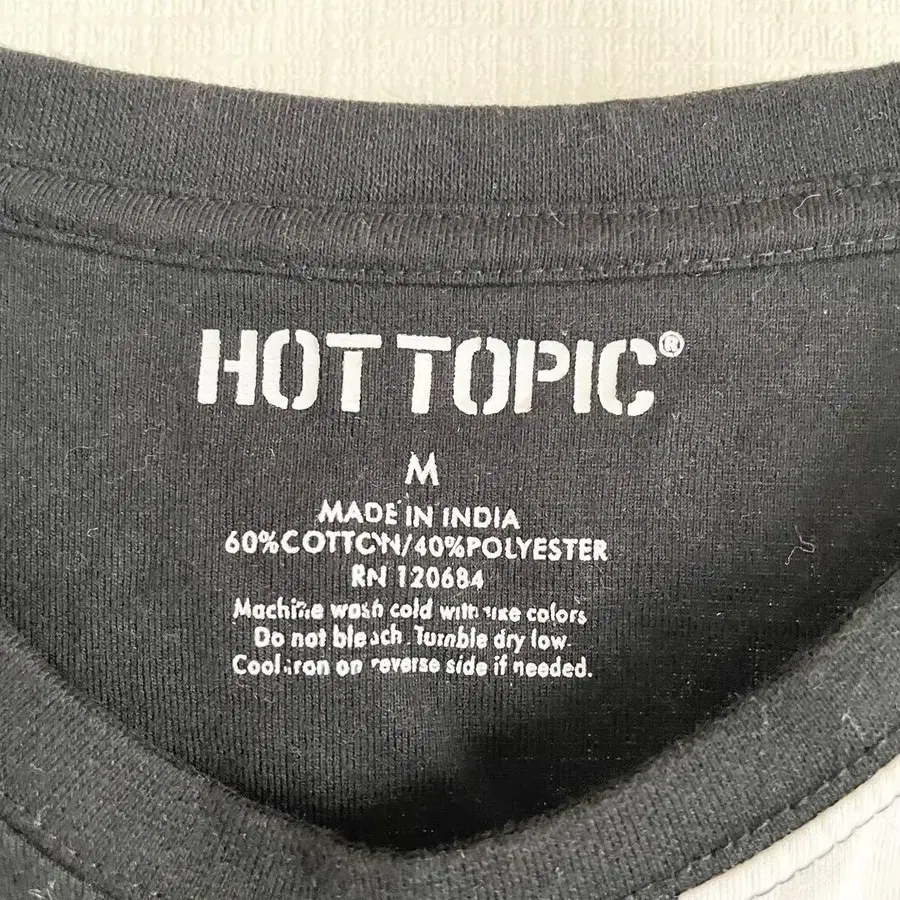 HOT TOPIC®
M
MADE IN INDIA
60%COTTON/40%POLYESTER
RN 120684
Machine wash cold with like colors
Do not bleach. Tumble dry low.
Cool iron on reverse side if needed.